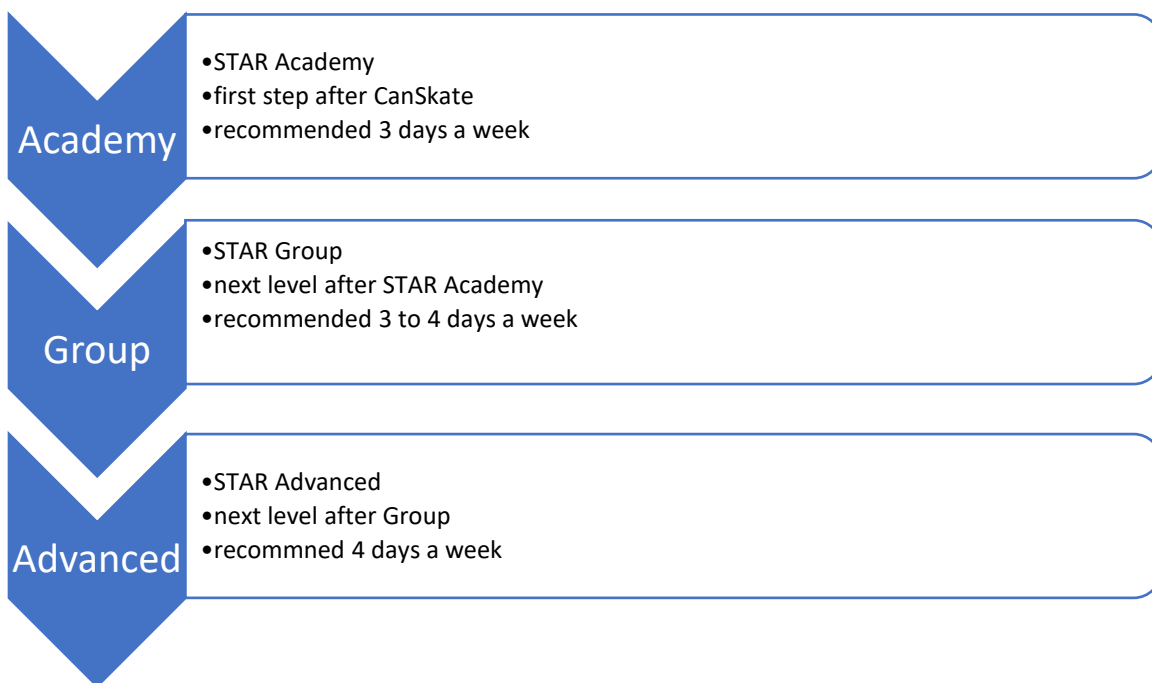 Academy
•STAR Academy
•first step after CanSkate
•recommended 3 days a week
Group
•STAR Group
•next level after STAR Academy
•recommended 3 to 4 days a week
Advanced
•STAR Advanced
•next level after Group
•recommned 4 days a week